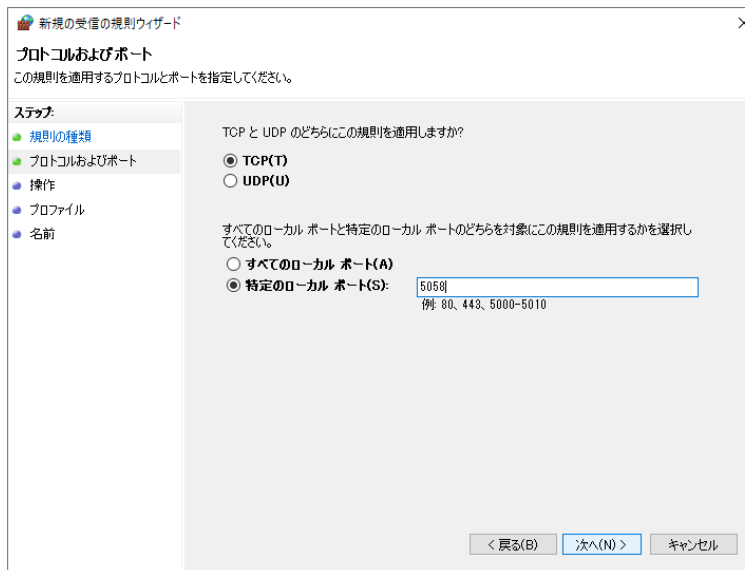 新規の受信の規則ウィザード
プロトコルおよびポート
この規則を適用するプロトコルとポートを指定してください。
ステップ:
規則の種類
プロトコルおよびポート
操作
プロファイル
名前
TCP と UDP のどちらにこの規則を適用しますか?
TCP(T)
UDP(U)
すべてのローカル ポートと特定のローカル ポートのどちらを対象にこの規則を適用するかを選択し
てください。
すべてのローカル ポート(A)
特定のローカル ポート(S): 5058
例: 80、443、5000-5010
< 戻る(B) 次へ(N) > キャンセル